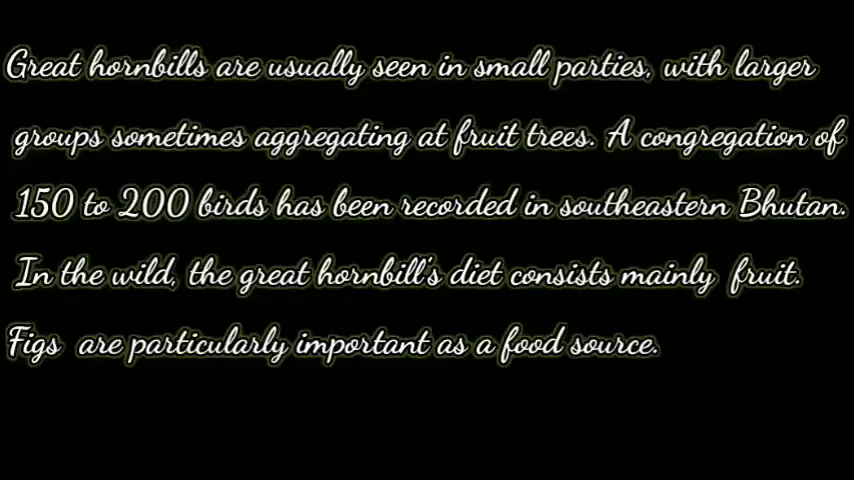 Great hornbills are usually seen in small parties, with larger
groups sometimes aggregating at fruit trees. A congregation of
150 to 200 birds has been recorded in southeastern Bhutan.
In the wild, the great hornbill's diet consists mainly fruit.
Figs are particularly important as a food source.